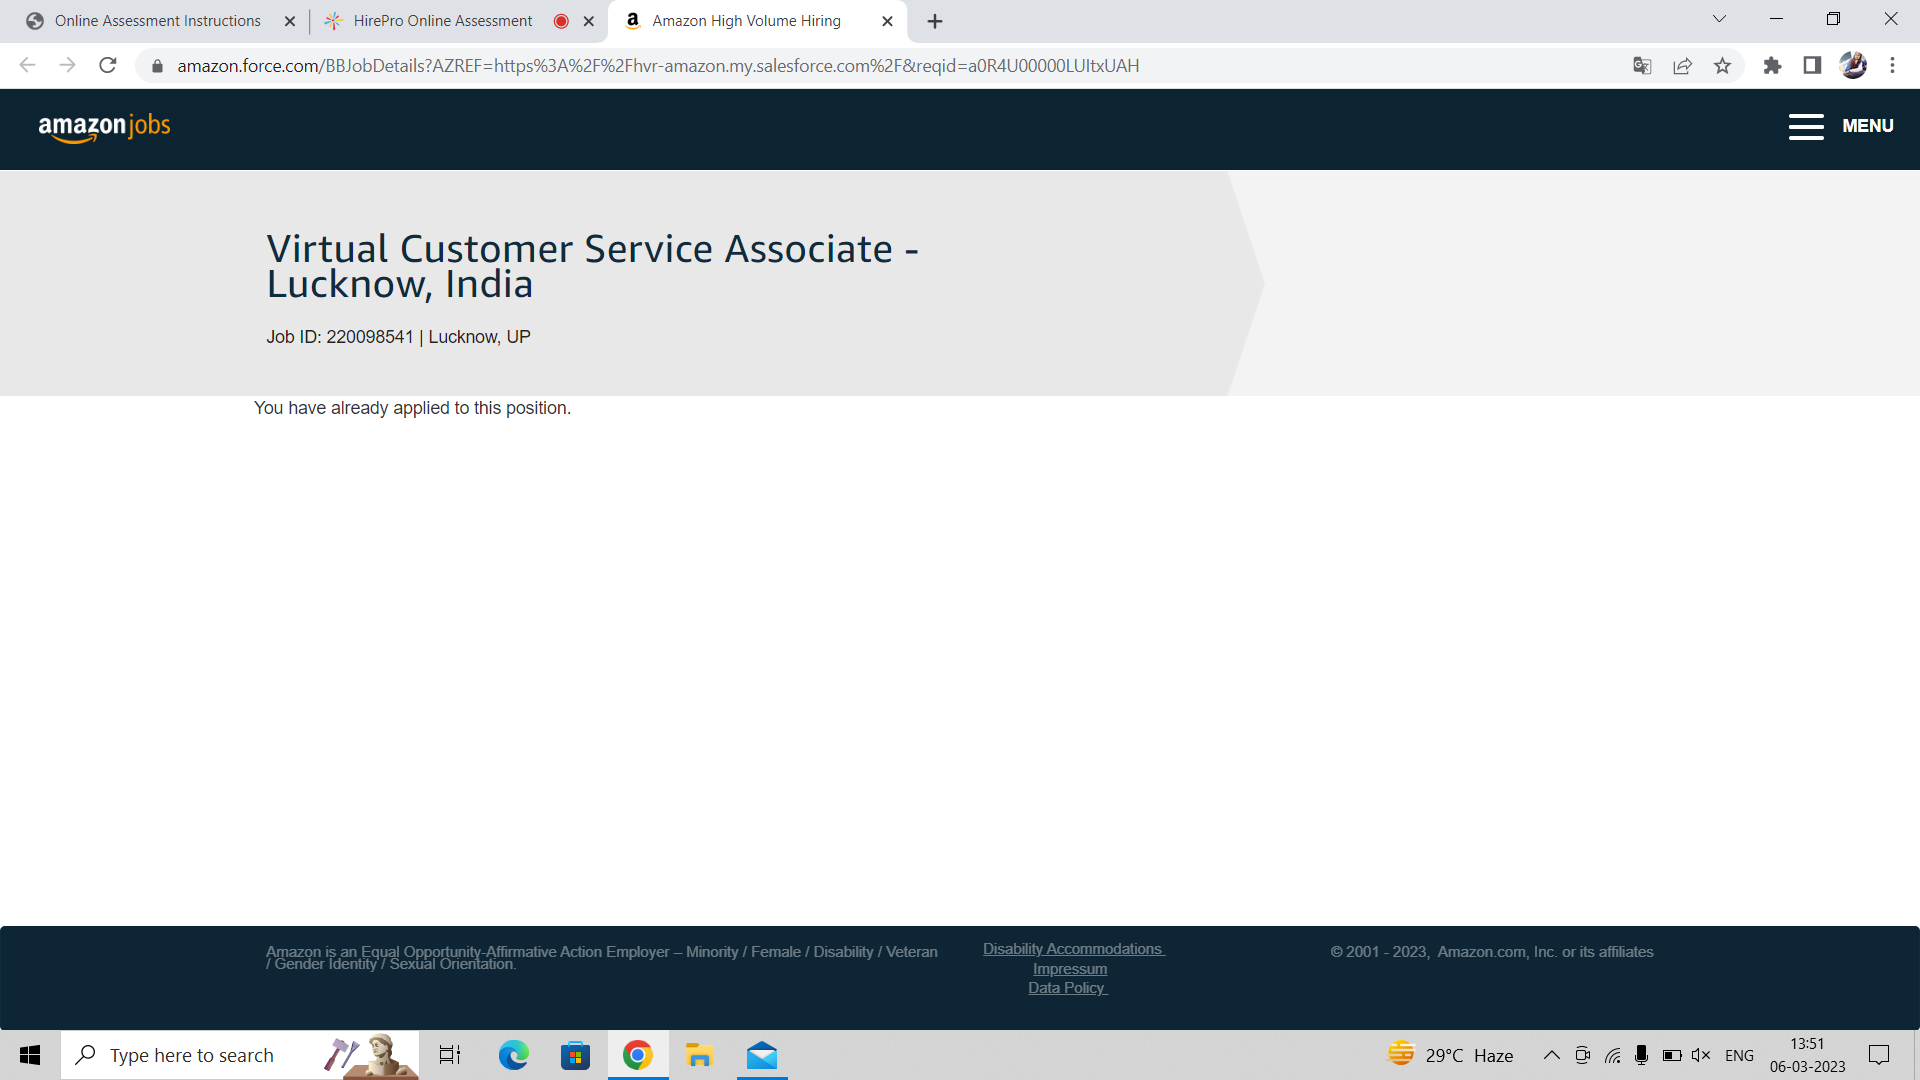 Online Assessment Instructions
HirePro Online Assessment
Amazon High Volume Hiring
amazon.force.com/BBJobDetails?AZREF=https%3A%2F%2Fhvr-amazon.my.salesforce.com%2F&reqid=a0R4U00000LUItxUAH
amazon jobs
MENU
Virtual Customer Service Associate -
Lucknow, India
Job ID: 220098541 | Lucknow, UP
You have already applied to this position.
Amazon is an Equal Opportunity-Affirmative Action Employer – Minority / Female / Disability / Veteran
/ Gender Identity / Sexual Orientation.
Disability Accommodations
Impressum
Data Policy
© 2001 - 2023, Amazon.com, Inc. or its affiliates
Type here to search
29°C Haze
ENG
13:51
06-03-2023